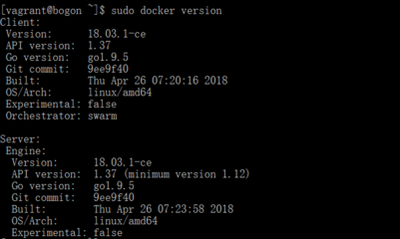 [vagrant@bogon ~]$ sudo docker version
Client:
 Version:      18.03.1-ce
 API version:  1.37
 Go version:   go1.9.5
 Git commit:   9ee9f40
 Built:        Thu Apr 26 07:20:16 2018
 OS/Arch:      linux/amd64
 Experimental: false
 Orchestrator: swarm

Server:
 Engine:
  Version:      18.03.1-ce
  API version:  1.37 (minimum version 1.12)
  Go version:   go1.9.5
  Git commit:   9ee9f40
  Built:        Thu Apr 26 07:23:58 2018
  OS/Arch:      linux/amd64
  Experimental: false